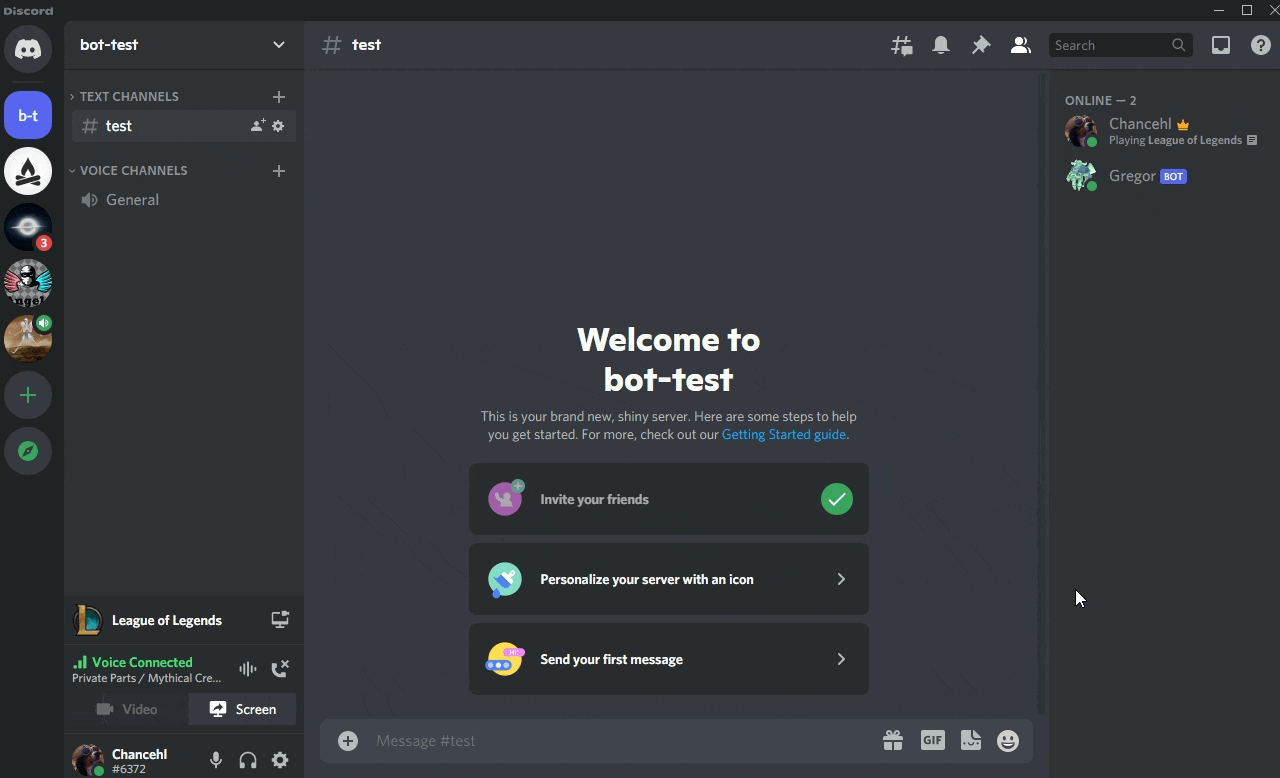 Discord
bot-test
b-t
3
TEXT CHANNELS
test
VOICE CHANNELS
General
League of Legends
Voice Connected
Private Parts / Mythical Cre...
Video
Screen
Chancehl
#6372
# test
Search
Welcome to
bot-test
This is your brand new, shiny server. Here are some steps to help
you get started. For more, check out our Getting Started guide.
Invite your friends
Personalize your server with an icon
HI!
Send your first message
Message #test
GIF
ONLINE — 2
Chancehl
Playing League of Legends
Gregor BOT